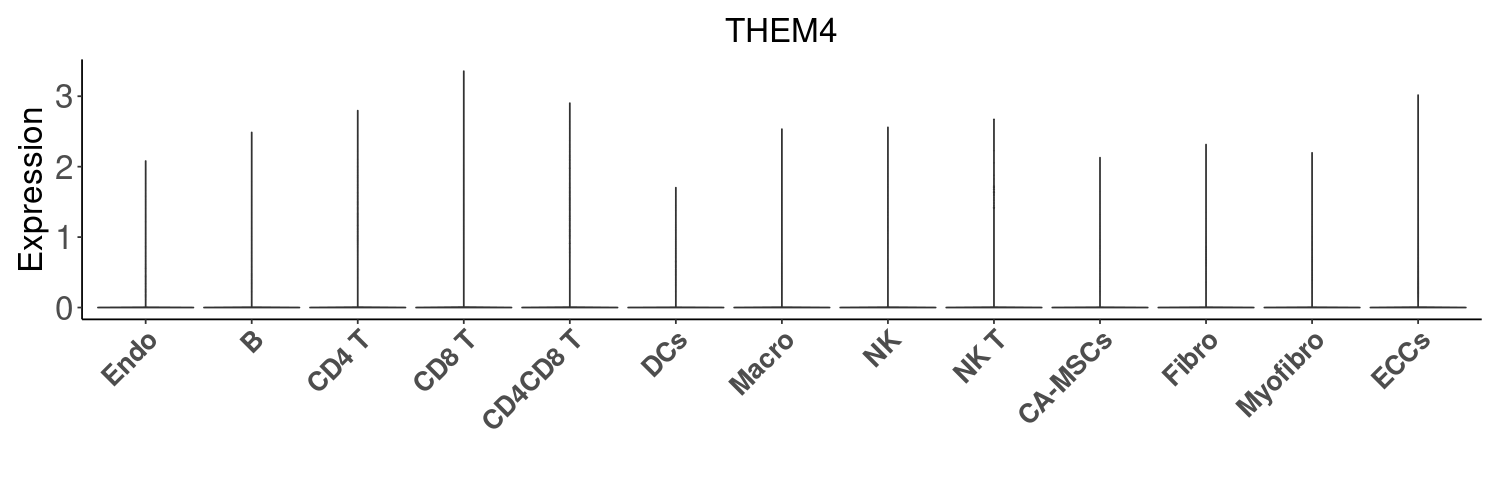 THEM4
Expression
3
2
1
0
Endo
B
CD4 T
CD8 T
CD4CD8 T
DCs
Macro
NK
NK T
CA-MSCs
Fibro
Myofibro
ECCs